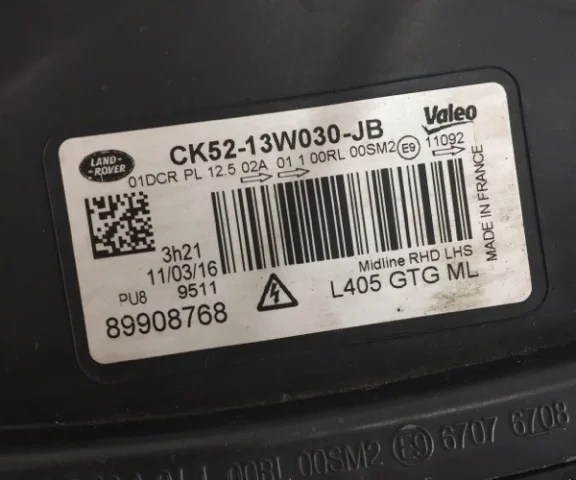 LAND-
ROVER
CK52-13W030-JB
Valeo
01DCR PL 12.5 02A 01 1 00RL 00SM2 E9 11092
3h21
11/03/16
PU8 9511
89908768
Midline RHD LHS
L405 GTG ML
MADE IN FRANCE
00RL 00SM2 E9 6707 6708